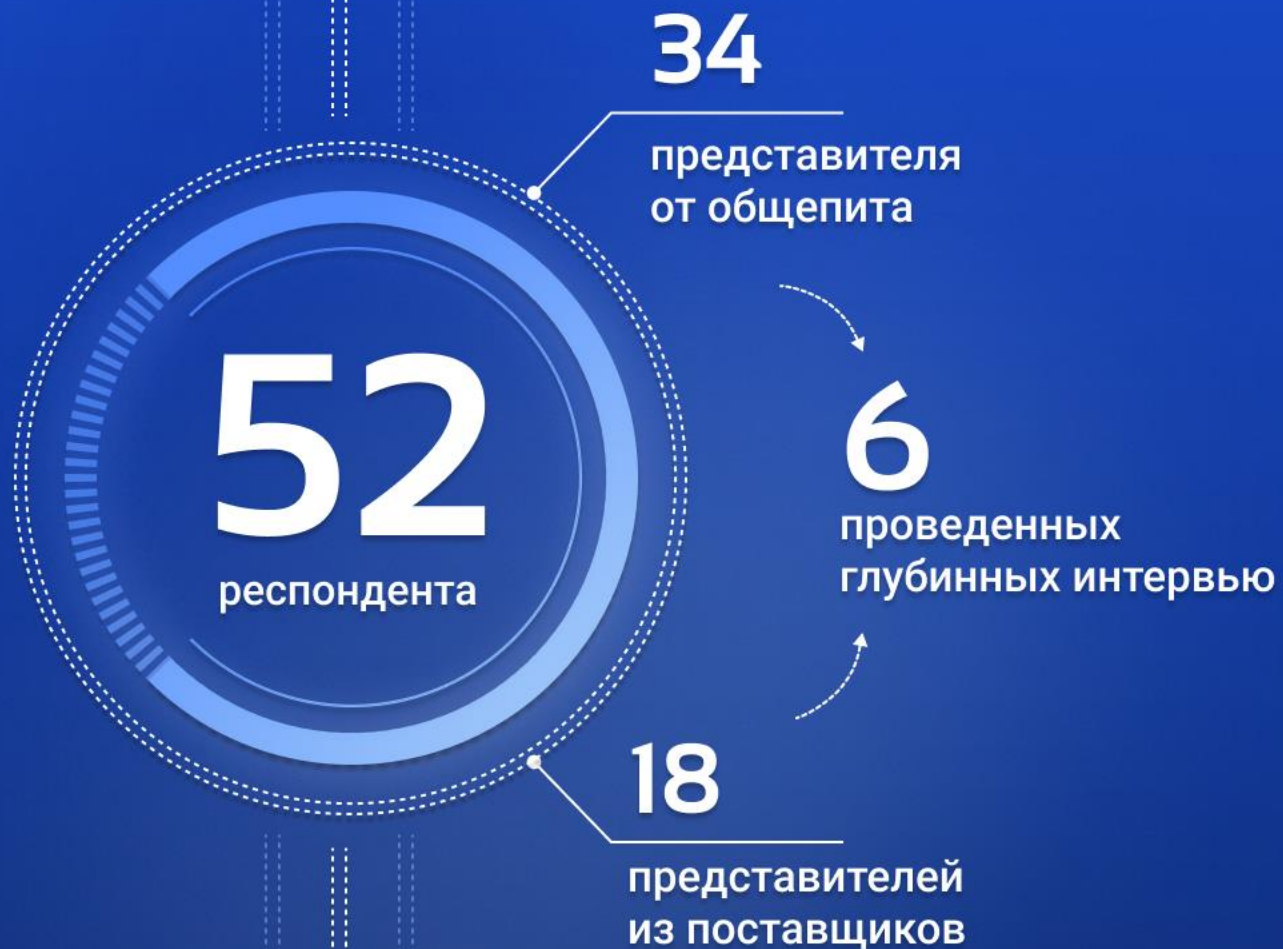 34
представителя
от общепита
52
респондента
6
проведенных
глубинных интервью
18
представителей
из поставщиков